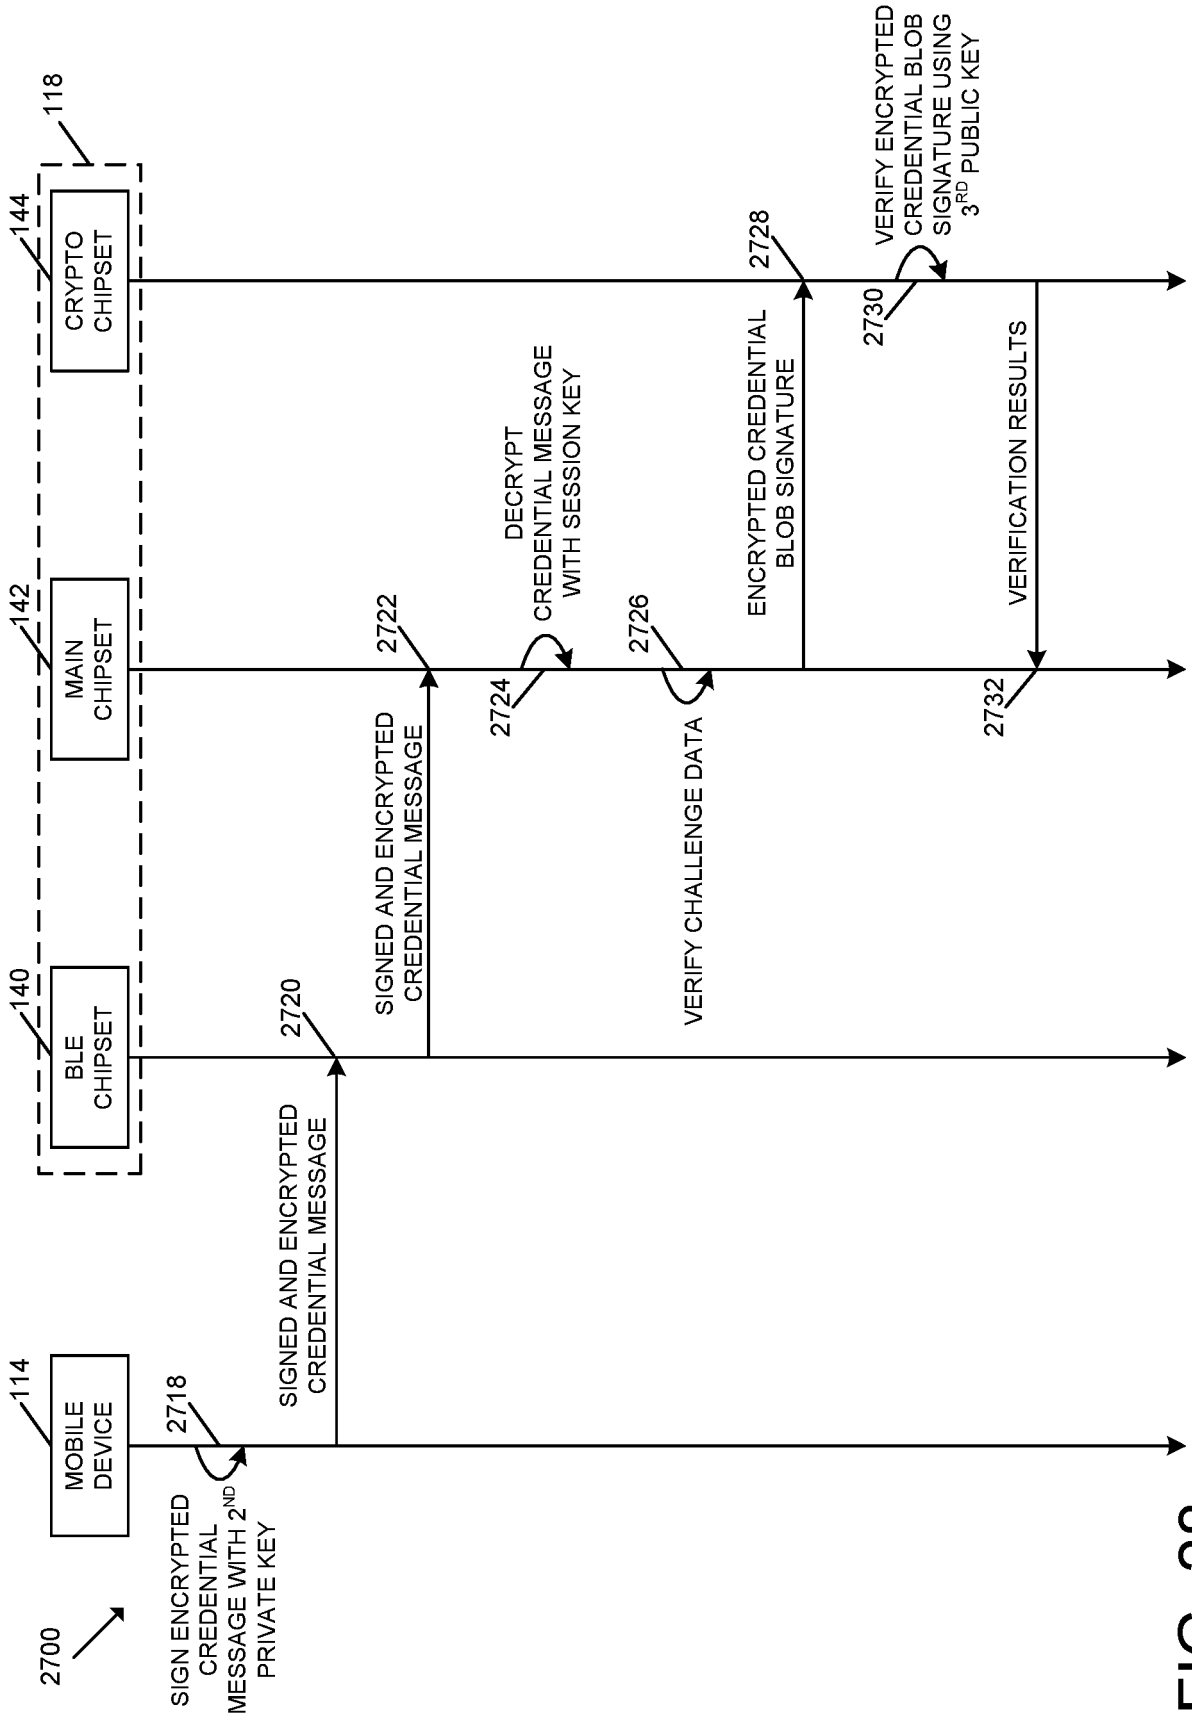 2700
114
MOBILE
DEVICE
140
BLE
CHIPSET
142
MAIN
CHIPSET
144
CRYPTO
CHIPSET
118
SIGN ENCRYPTED
CREDENTIAL
MESSAGE WITH 2ND
PRIVATE KEY
2718
SIGNED AND ENCRYPTED
CREDENTIAL MESSAGE
2720
SIGNED AND ENCRYPTED
CREDENTIAL MESSAGE
2722
2724
DECRYPT
CREDENTIAL MESSAGE
WITH SESSION KEY
VERIFY CHALLENGE DATA
2726
ENCRYPTED CREDENTIAL
BLOB SIGNATURE
2728
2730
VERIFY ENCRYPTED
CREDENTIAL BLOB
SIGNATURE USING
3RD PUBLIC KEY
VERIFICATION RESULTS
2732
FIG.